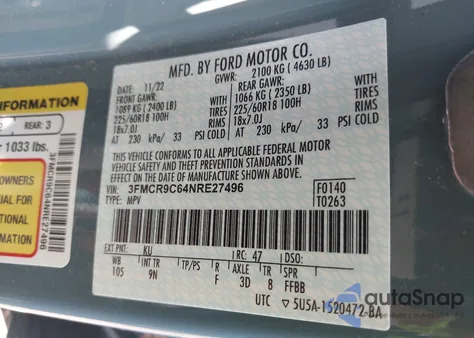 MFD. BY FORD MOTOR CO.
DATE: 11/22 GVWR: 2100 KG ( 4630 LB)
FRONT GAWR: REAR GAWR:
1089 KG ( 2400 LB) WITH 1066 KG ( 2350 LB) WITH
225/60R18 100H TIRES 225/60R18 100H TIRES
18x7.0J RIMS 18x7.0J RIMS
AT 230 kPa/ 33 PSI COLD AT 230 kPa/ 33 PSI COLD
THIS VEHICLE CONFORMS TO ALL APPLICABLE FEDERAL MOTOR
VEHICLE SAFETY AND THEFT PREVENTION STANDARDS IN EFFECT ON
THE DATE OF MANUFACTURE SHOWN ABOVE.
VIN: 3FMCR9C64NRE27496 F0140
TYPE: MPV T0263
EXT PNT: KU RC: 47 DSO:
WB INT TR TP/PS R AXLE TR SPR
105 9N F 3D 8 FFBB
UTC 5U5A-1520472-BA
INFORMATION
REAR: 3
1033 lbs.
OWNERS
MANUAL
3FMCR9C64NRE27496
autoSnap